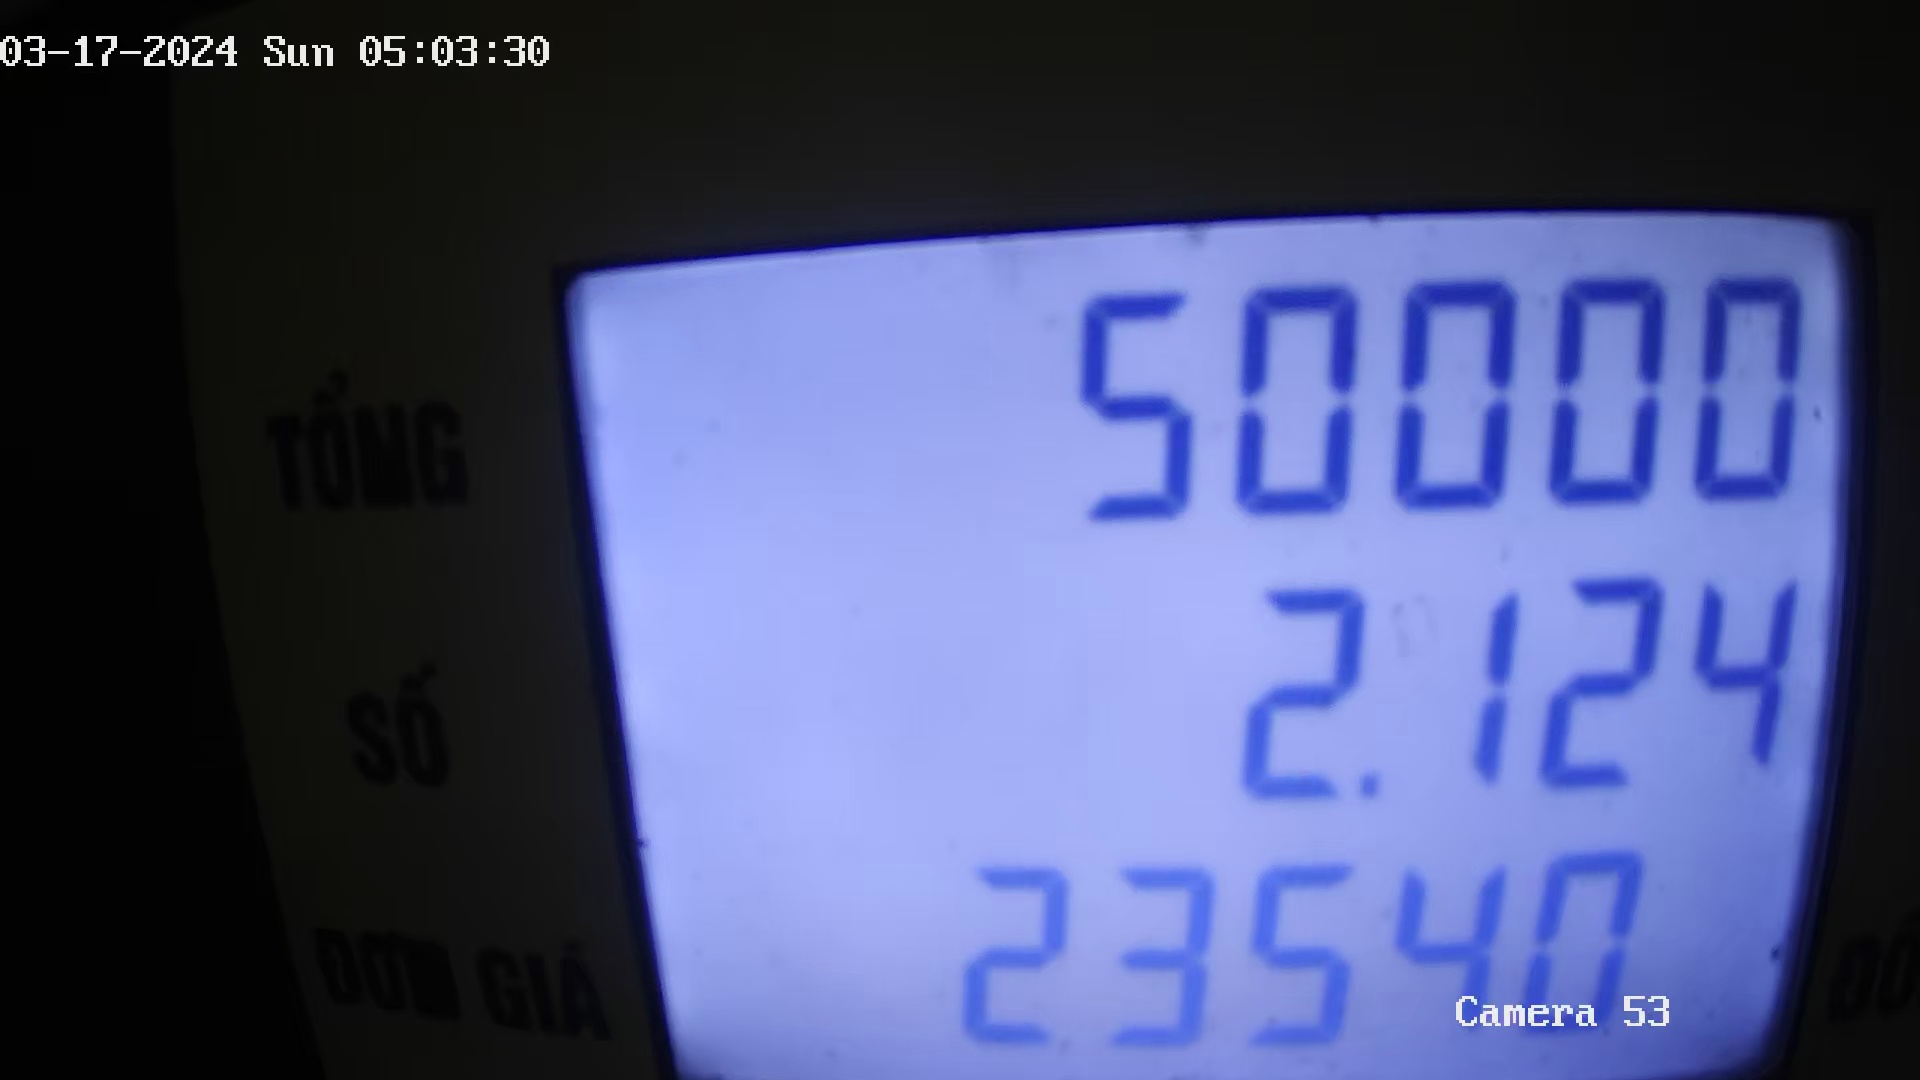 03-17-2024 Sun 05:03:30
TỔNG 50000
SỐ 2.124
ĐƠN GIÁ 23540
Camera 53